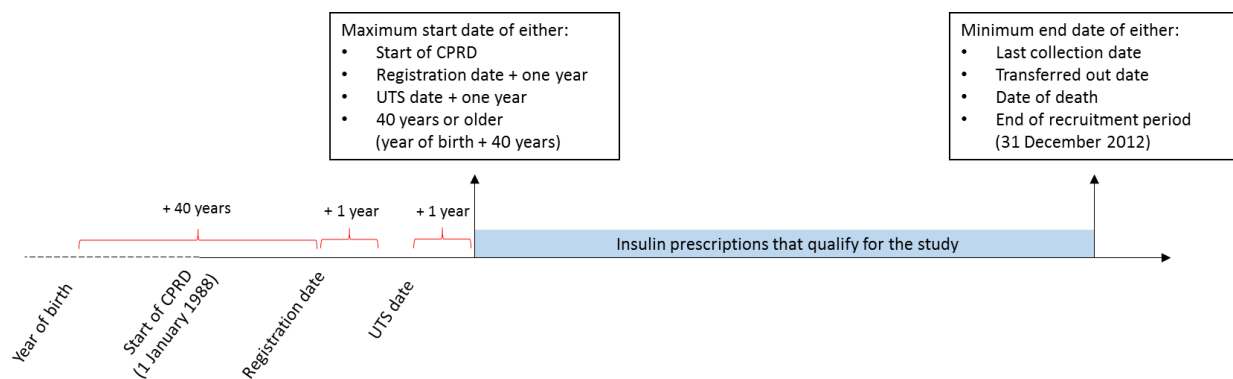 Maximum start date of either:
• Start of CPRD
• Registration date + one year
• UTS date + one year
• 40 years or older
(year of birth + 40 years)
Minimum end date of either:
• Last collection date
• Transferred out date
• Date of death
• End of recruitment period
(31 December 2012)
+ 40 years
+ 1 year
+ 1 year
Insulin prescriptions that qualify for the study
Year of birth
Start of CPRD
(1 January 1988)
Registration date
UTS date